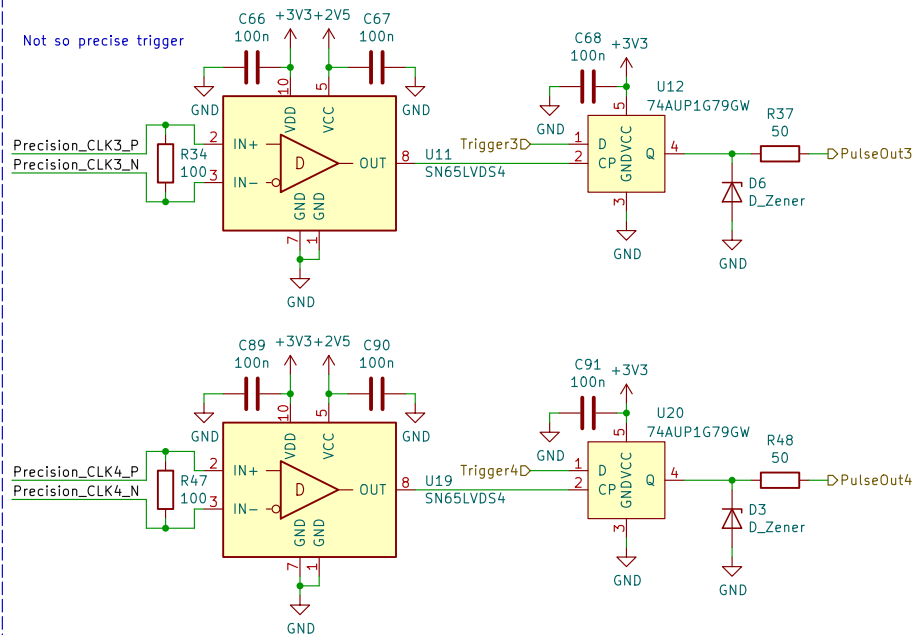 Not so precise trigger
C66
100n
+3V3
+2V5
C67
100n
GND
GND
10
VDD
5
VCC
Precision_CLK3_P
Precision_CLK3_N
R34
100
2
IN+
3
IN-
D
OUT
8
U11
SN65LVDS4
GND
GND
7
1
GND
C68
100n
+3V3
GND
5
U12
74AUP1G79GW
Trigger3
1
D
2
CP
VCC
GND
Q
4
3
GND
R37
50
PulseOut3
D6
D_Zener
GND
C89
100n
+3V3
+2V5
C90
100n
GND
GND
10
VDD
5
VCC
Precision_CLK4_P
Precision_CLK4_N
R47
100
2
IN+
3
IN-
D
OUT
8
U19
SN65LVDS4
GND
GND
7
1
GND
C91
100n
+3V3
GND
5
U20
74AUP1G79GW
Trigger4
1
D
2
CP
VCC
GND
Q
4
3
GND
R48
50
PulseOut4
D3
D_Zener
GND